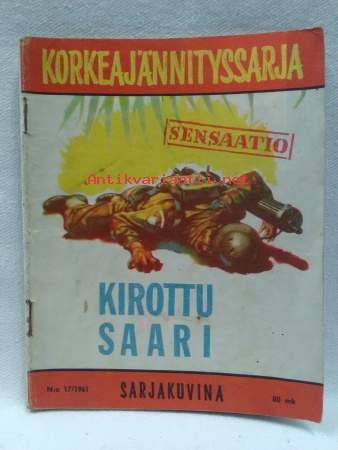 KORKEAJÄNNITYSSARJA
SENSAATIO
Antikvariaatti.net
KIROTTU
SAARI
N:o 17/1961
SARJAKUVINA
80 mk